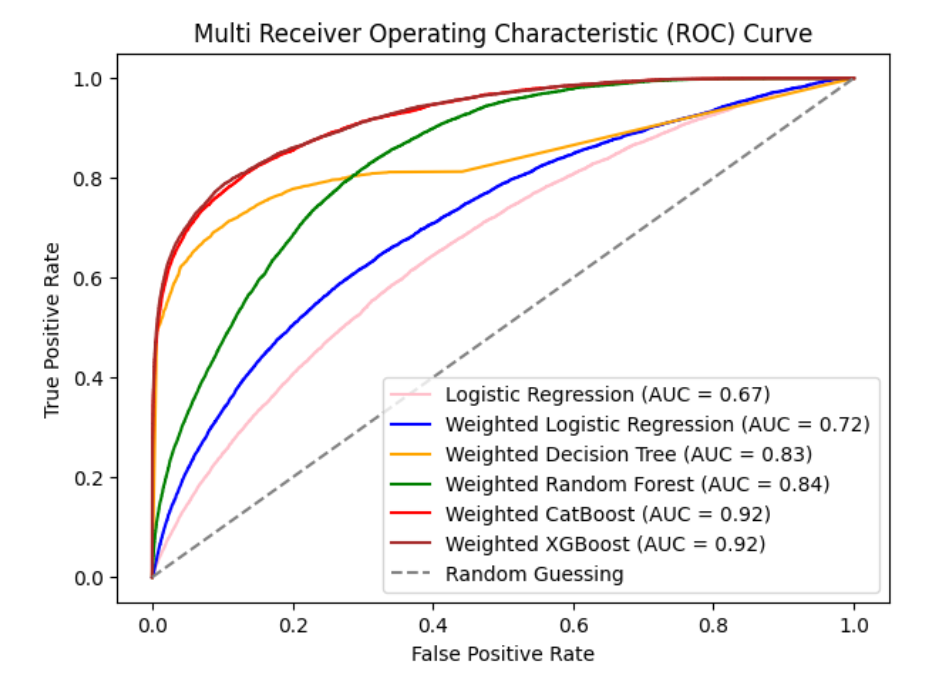 Multi Receiver Operating Characteristic (ROC) Curve
True Positive Rate
1.0
0.8
0.6
0.4
0.2
0.0
Logistic Regression (AUC = 0.67)
Weighted Logistic Regression (AUC = 0.72)
Weighted Decision Tree (AUC = 0.83)
Weighted Random Forest (AUC = 0.84)
Weighted CatBoost (AUC = 0.92)
Weighted XGBoost (AUC = 0.92)
Random Guessing
0.0 0.2 0.4 0.6 0.8 1.0
False Positive Rate